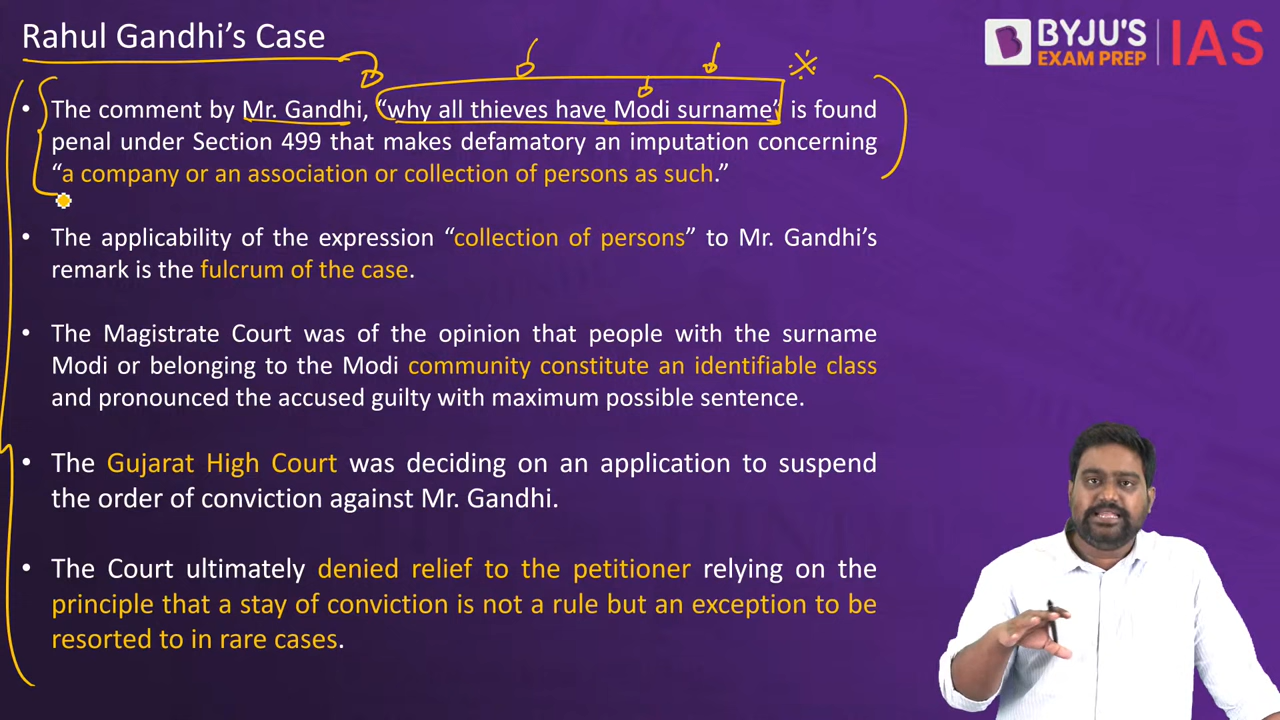 Rahul Gandhi’s Case
BYJU'S
EXAM PREP
IAS
• The comment by Mr. Gandhi, “why all thieves have Modi surname” is found
penal under Section 499 that makes defamatory an imputation concerning
“a company or an association or collection of persons as such.”
• The applicability of the expression “collection of persons” to Mr. Gandhi’s
remark is the fulcrum of the case.
• The Magistrate Court was of the opinion that people with the surname
Modi or belonging to the Modi community constitute an identifiable class
and pronounced the accused guilty with maximum possible sentence.
• The Gujarat High Court was deciding on an application to suspend
the order of conviction against Mr. Gandhi.
• The Court ultimately denied relief to the petitioner relying on the
principle that a stay of conviction is not a rule but an exception to be
resorted to in rare cases.